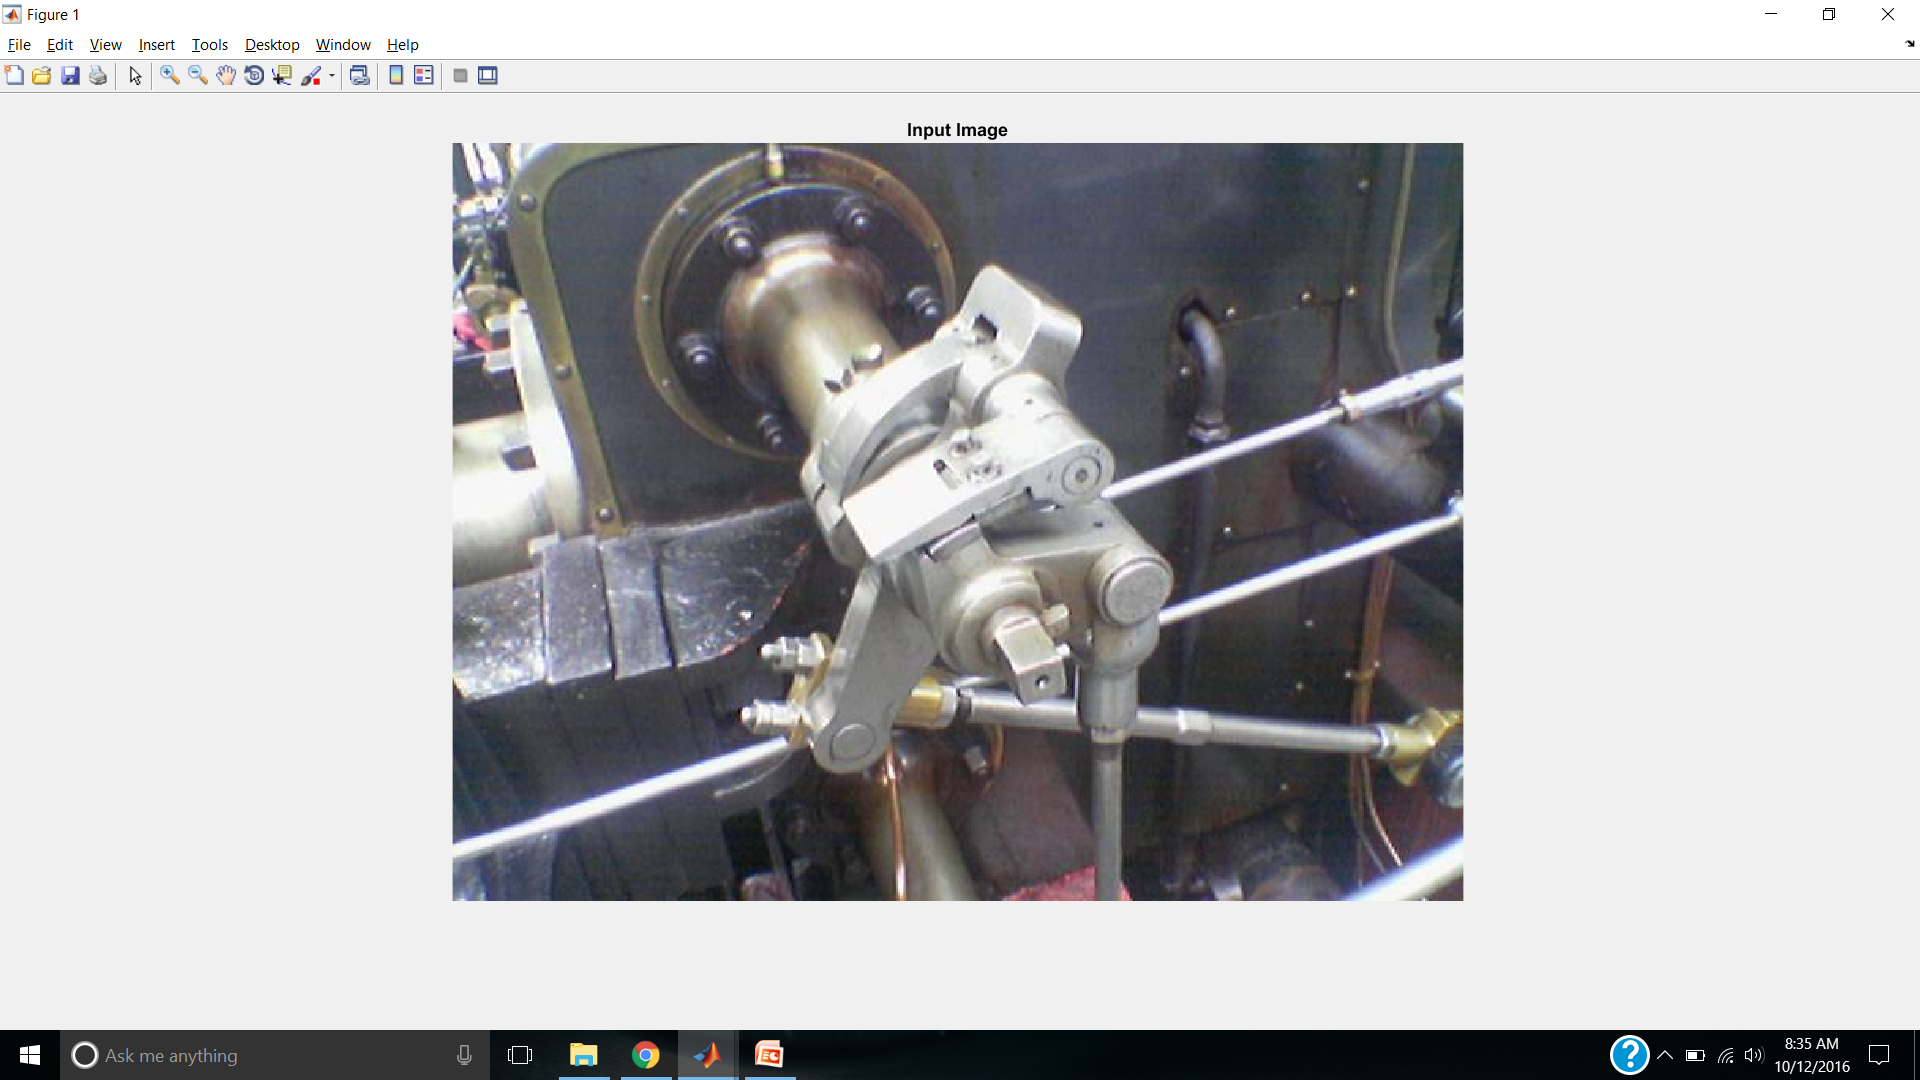 Figure 1
File Edit View Insert Tools Desktop Window Help
Input Image
Ask me anything
8:35 AM
10/12/2016